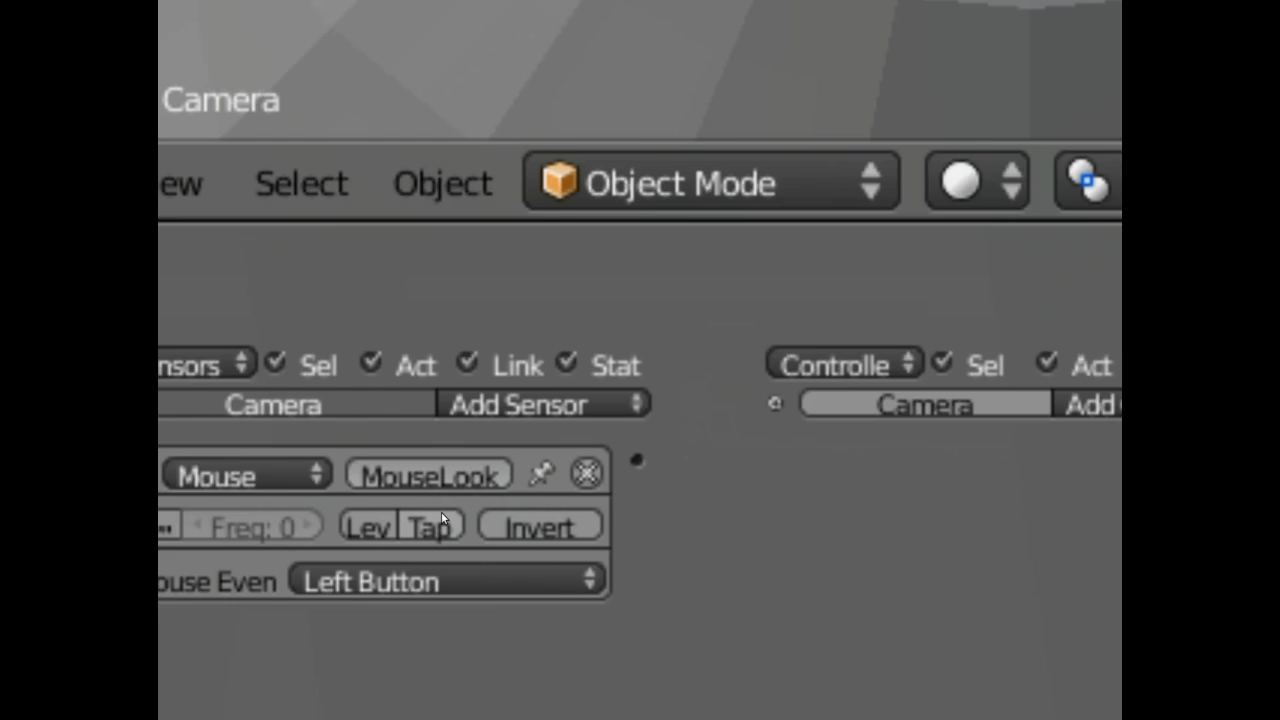 Camera
ew Select Object Object Mode
nsors Sel Act Link Stat Controlle Sel Act
Camera Add Sensor Camera Add
Mouse MouseLook
Freq: 0 Lev Tap Invert
ouse Even Left Button